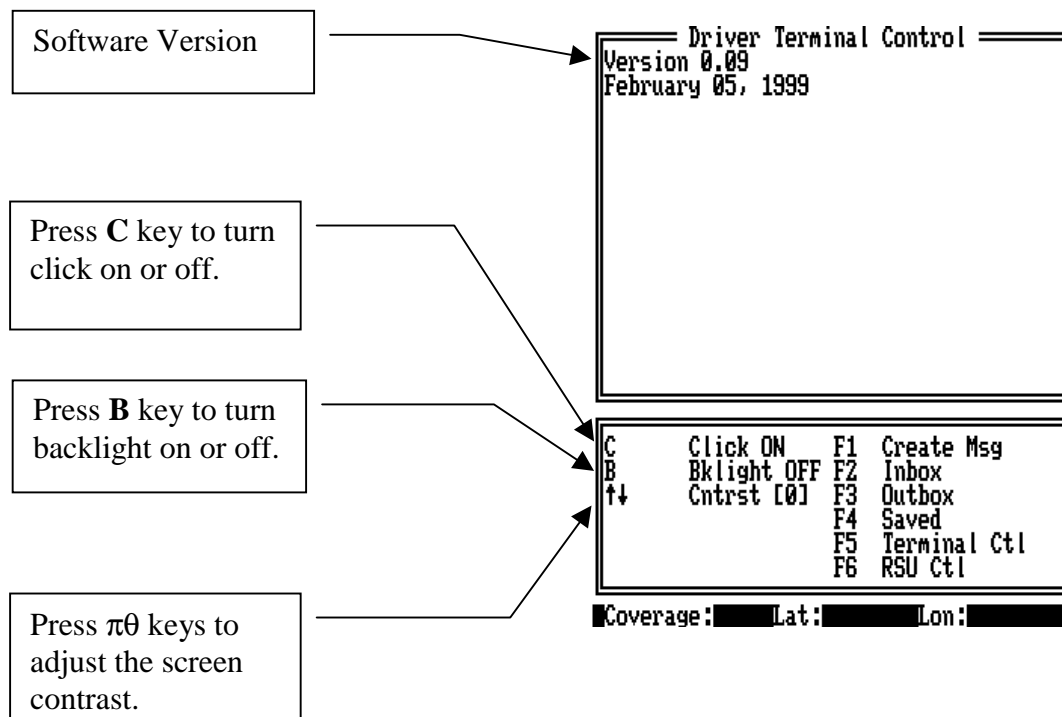 Software Version
Driver Terminal Control
Version 0.09
February 05, 1999
Press C key to turn
click on or off.
Press B key to turn
backlight on or off.
Press πθ keys to
adjust the screen
contrast.
C Click ON F1 Create Msg
B Bklight OFF F2 Inbox
↑↓ Cntrst [0] F3 Outbox
F4 Saved
F5 Terminal Ctl
F6 RSU Ctl
Coverage: Lat: Lon: